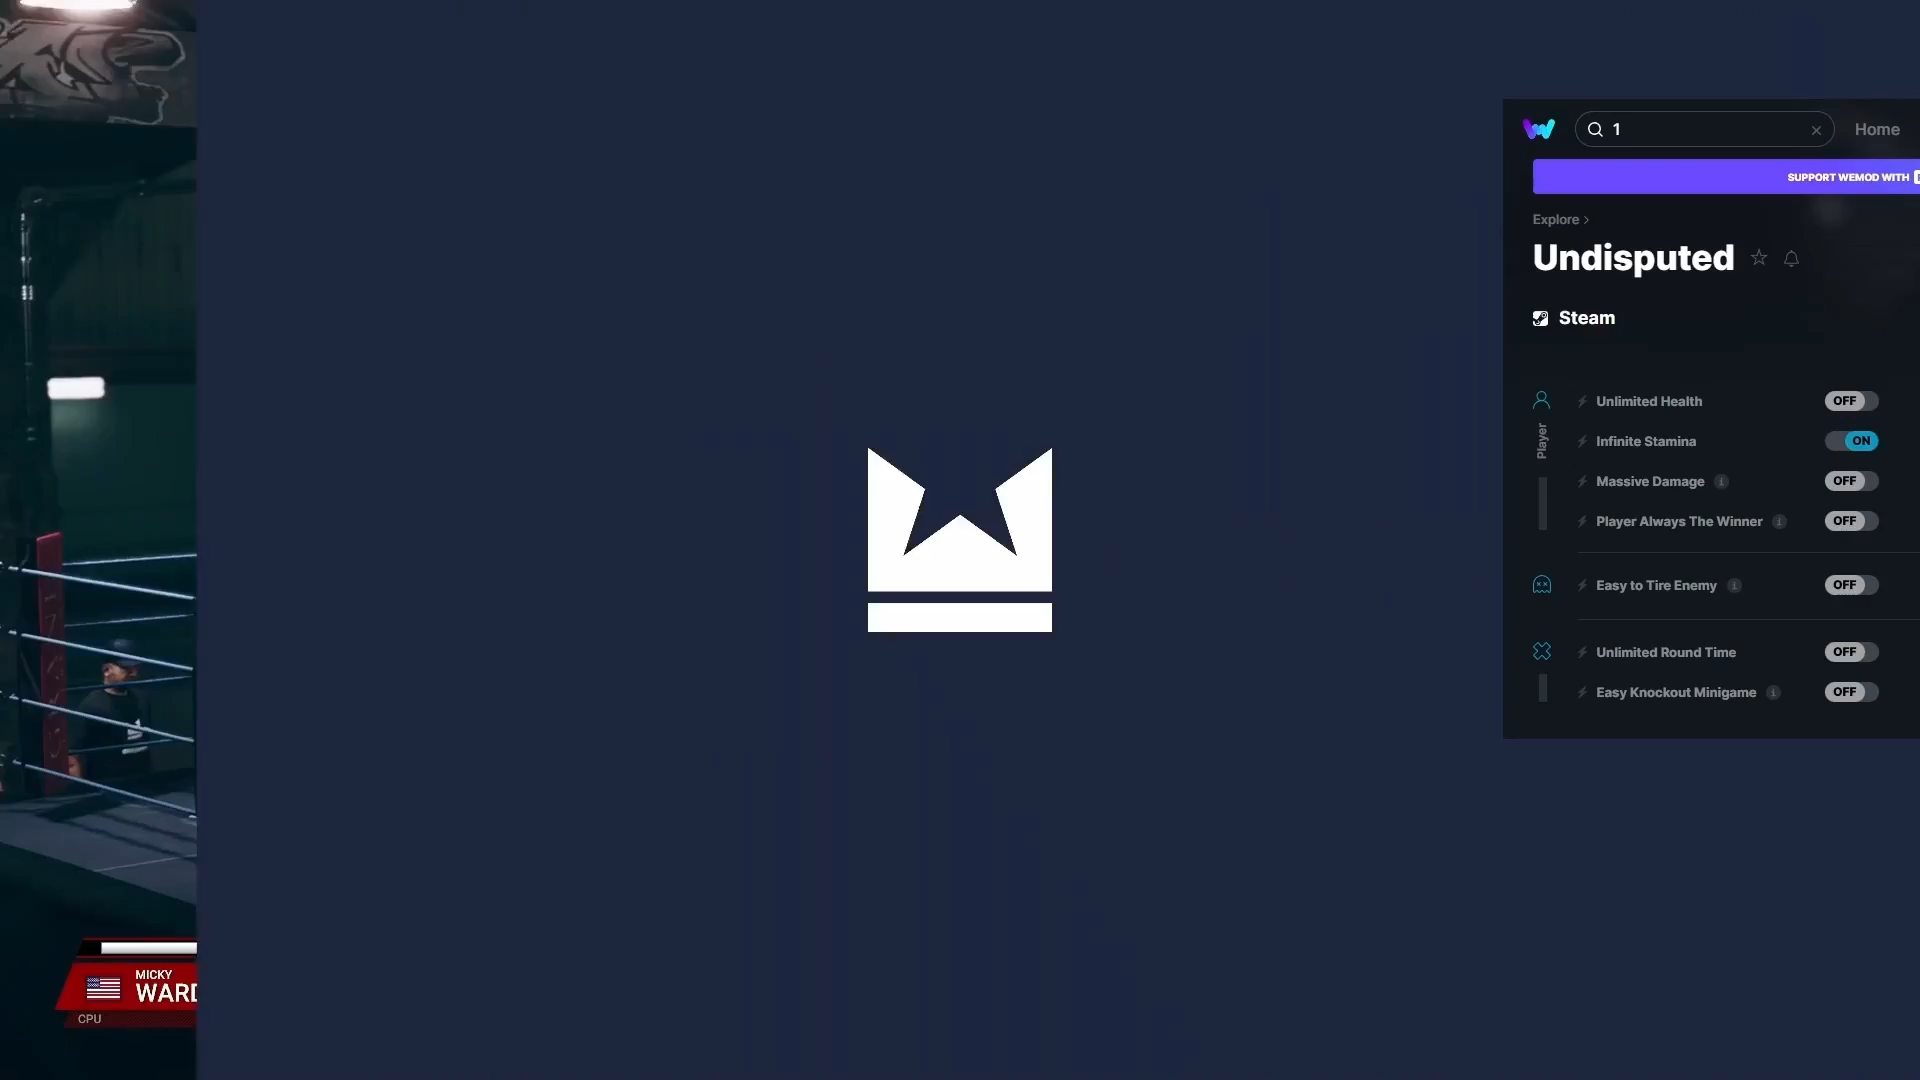 1
Home
SUPPORT WEMOD WITH
Explore >
Undisputed
Steam
Player
Unlimited Health OFF
Infinite Stamina ON
Massive Damage OFF
Player Always The Winner OFF
Easy to Tire Enemy OFF
Unlimited Round Time OFF
Easy Knockout Minigame OFF
MICKY
WARD
CPU